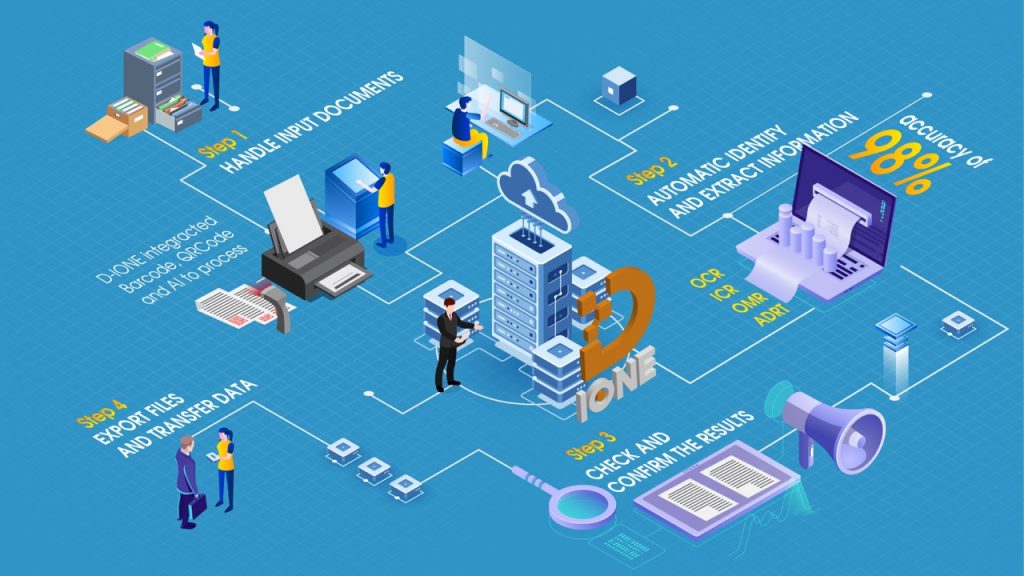 Step 1
HANDLE INPUT DOCUMENTS
D-IONE integracted
Barcode, QRCode
and AI to process
Step 2
AUTOMATIC IDENTIFY
AND EXTRACT INFORMATION
accuracy of
98%
OCR
ICR
OMR
ADRT
D
IONE
Step 3
CHECK AND
CONFIRM THE RESULTS
Step 4
EXPORT FILES
AND TRANSFER DATA